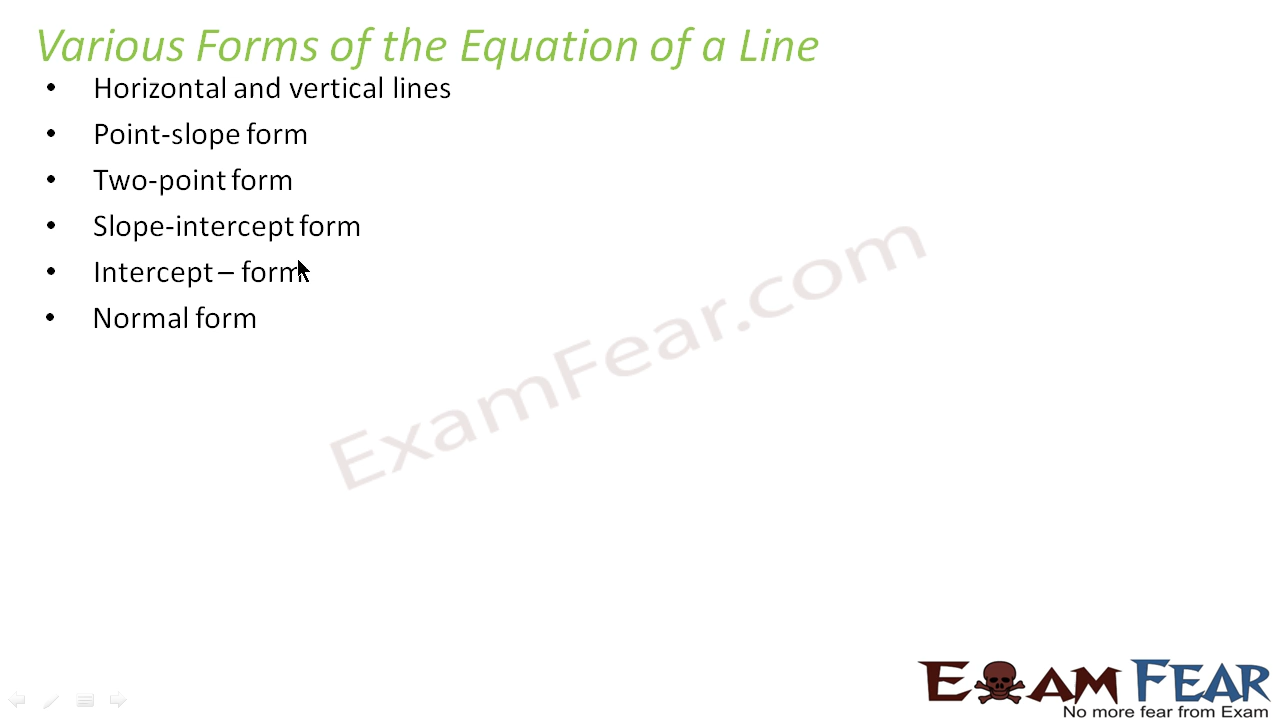 Various Forms of the Equation of a Line
• Horizontal and vertical lines
• Point-slope form
• Two-point form
• Slope-intercept form
• Intercept – form
• Normal form
ExamFear.com
EXAM FEAR
No more fear from Exam